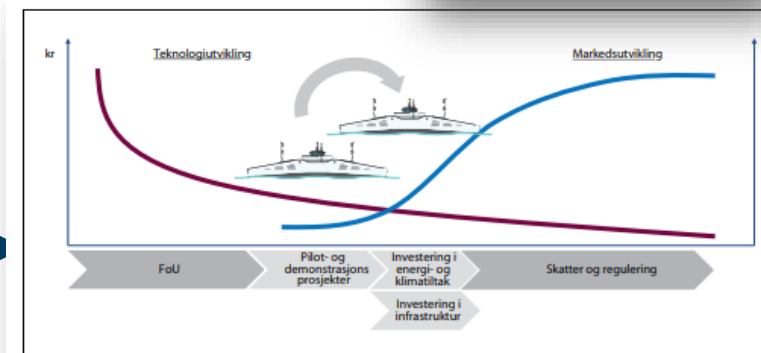 kr
Teknologiutvikling
Markedsutvikling
FoU
Pilot- og
demonstrasjons
prosjekter
Investering i
energi- og
klimatiltak
Skatter og regulering
Investering i
infrastruktur